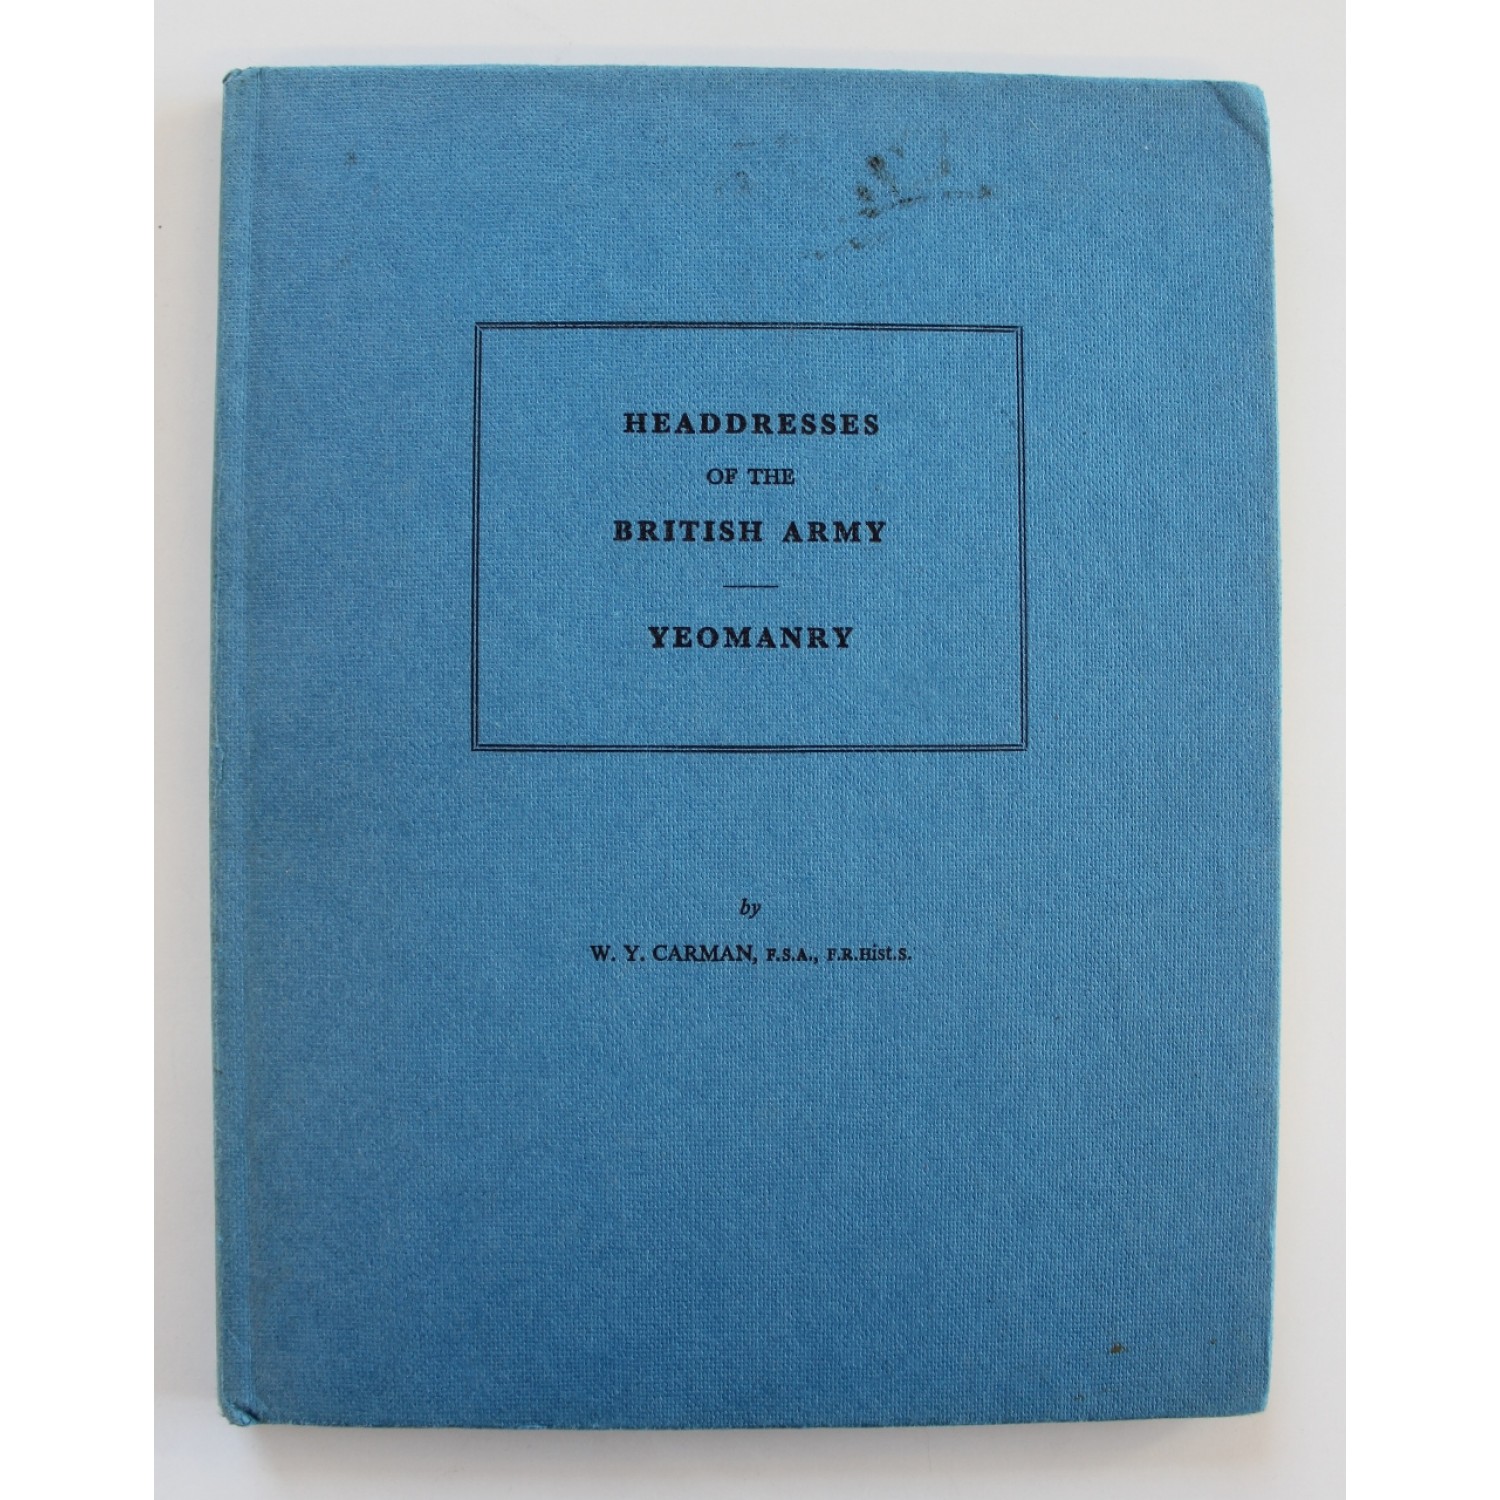 HEADDRESSES
OF THE
BRITISH ARMY
YEOMANRY
by
W. Y. CARMAN, F.S.A., F.R.Hist.S.